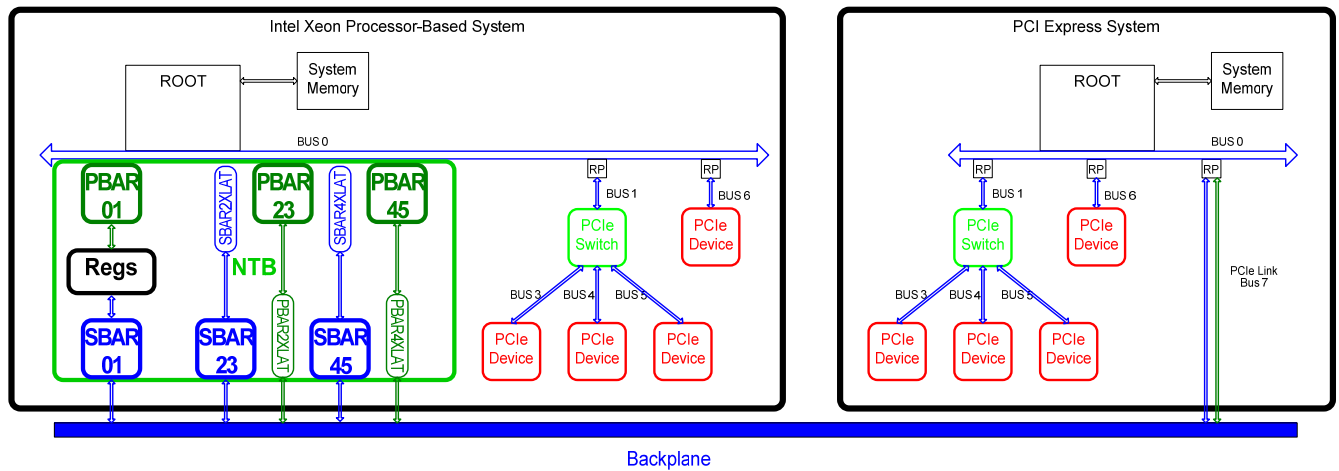 Intel Xeon Processor-Based System
ROOT
System
Memory
BUS 0
PBAR
01
SBAR2XLAT
PBAR
23
SBAR4XLAT
PBAR
45
Regs
NTB
SBAR
01
SBAR
23
PBAR2XLAT
SBAR
45
PBAR4XLAT
RP
BUS 1
PCIe
Switch
RP
BUS 6
PCIe
Device
BUS 3
BUS 4
BUS 5
PCIe
Device
PCIe
Device
PCIe
Device
PCI Express System
ROOT
System
Memory
BUS 0
RP
BUS 1
PCIe
Switch
RP
BUS 6
PCIe
Device
RP
PCIe Link
Bus 7
BUS 3
BUS 4
BUS 5
PCIe
Device
PCIe
Device
PCIe
Device
Backplane